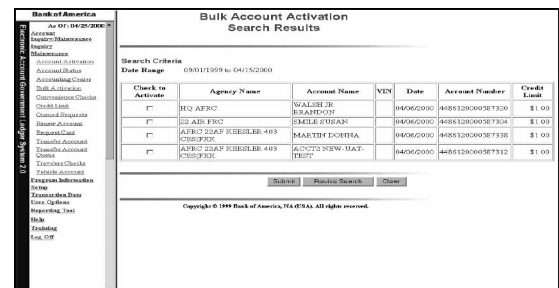 Bank of America
As Of : 04/25/2000
Account
Inquiry/Maintenance
Inquiry
Maintenance
Account Activation
Account Status
Accounting Center
Bulk Activation
Convenience Checks
Credit Limit
Queued Requests
Renew Account
Request Card
Transfer Account
Transfer Account
Queue
Travelers Checks
Vehicle Account
Program Information
Setup
Transaction Data
User Options
Reporting Tool
Help
Training
Log Off
Electronic Account Government Ledger System 2.0
Bulk Account Activation
Search Results
Search Criteria
Date Range 09/01/1999 to 04/15/2000
Check to Activate Agency Name Account Name VIN Date Account Number Credit Limit
HQ AFRC WALSH JR BRANDON 04/06/2000 4486120000587320 $1.00
22 AIR FRC EMILE SUSAN 04/06/2000 4486120000587304 $1.00
AFRC 22AF KEESLER 403 CES|FXK MARTIN DONNA 04/06/2000 4486120000587338 $1.00
AFRC 22AF KEESLER 403 CES|FXK ACCT2 NEW-UAT-TEST 04/06/2000 4486120000587312 $1.00
Submit Revise Search Clear
Copyright © 1999 Bank of America, NA (USA). All rights reserved.